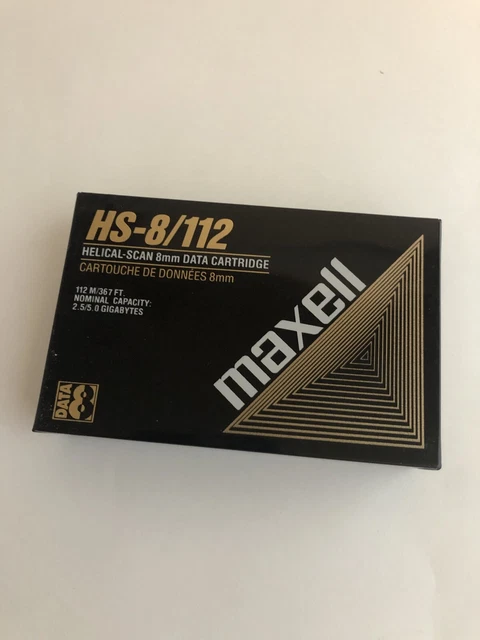 HS-8/112
HELICAL-SCAN 8mm DATA CARTRIDGE
CARTOUCHE DE DONNÉES 8mm
112 M/367 FT.
NOMINAL CAPACITY:
2.5/5.0 GIGABYTES
maxell
DATA 8